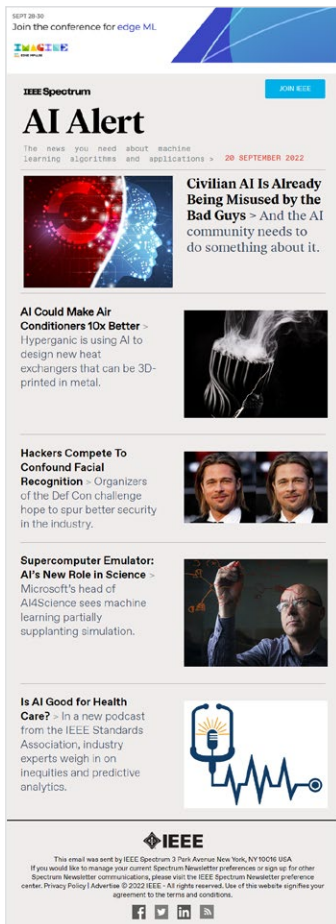 SEPT 28-30
Join the conference for edge ML
IMAGINE
JOIN IEEE
IEEE Spectrum
AI Alert
The news you need about machine
learning algorithms and applications > 20 SEPTEMBER 2022
Civilian AI Is Already
Being Misused by the
Bad Guys > And the AI
community needs to
do something about it.
AI Could Make Air
Conditioners 10x Better >
Hyperganic is using AI to
design new heat
exchangers that can be 3D-
printed in metal.
Hackers Compete To
Confound Facial
Recognition > Organizers
of the Def Con challenge
hope to spur better security
in the industry.
Supercomputer Emulator:
AI's New Role in Science >
Microsoft's head of
AI4Science sees machine
learning partially
supplanting simulation.
Is AI Good for Health
Care? > In a new podcast
from the IEEE Standards
Association, industry
experts weigh in on
inequities and predictive
analytics.
IEEE
This email was sent by IEEE Spectrum 3 Park Avenue New York, NY 10016 USA
If you would like to manage your current Spectrum Newsletter preferences or sign up for other
Spectrum Newsletter communications, please visit the IEEE Spectrum Newsletter preference
center. Privacy Policy | Advertise © 2022 IEEE - All rights reserved. Use of this website signifies your
agreement to the terms and conditions.